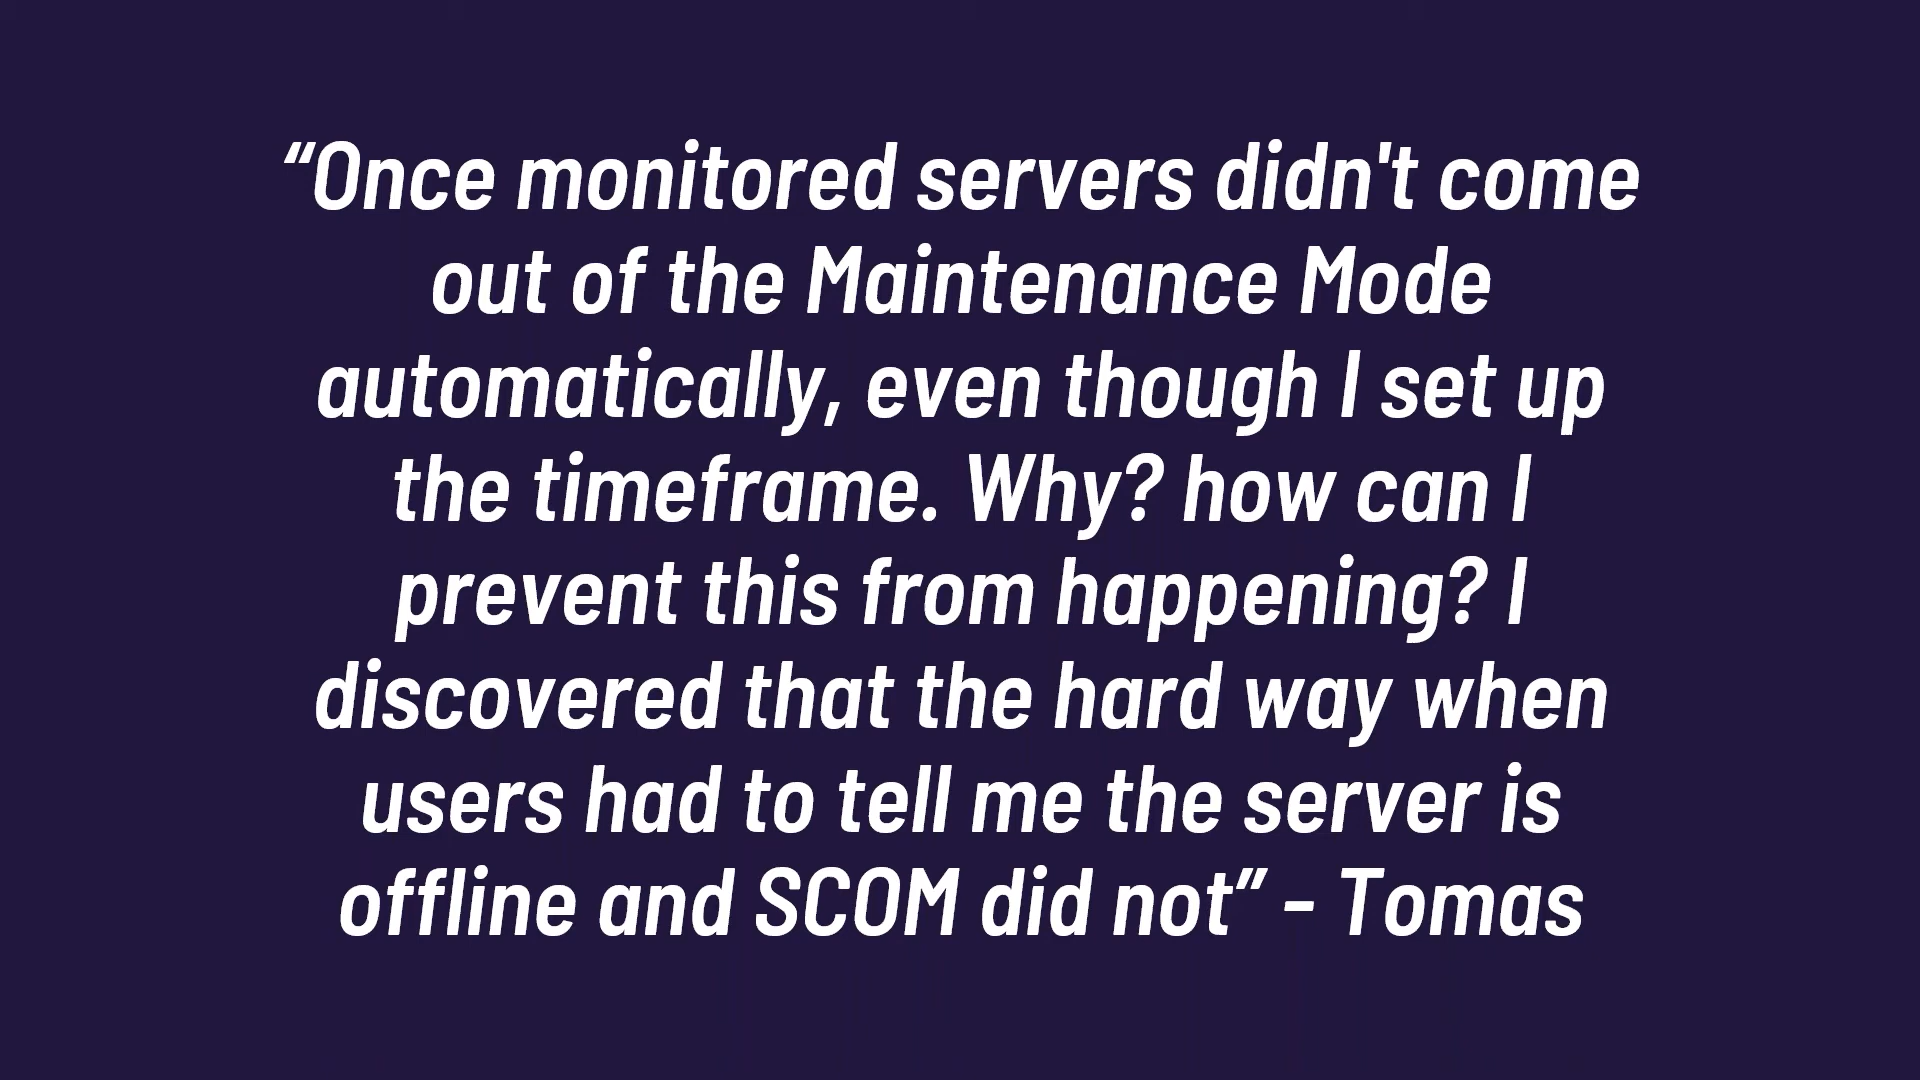 “Once monitored servers didn't come
out of the Maintenance Mode
automatically, even though I set up
the timeframe. Why? how can I
prevent this from happening? I
discovered that the hard way when
users had to tell me the server is
offline and SCOM did not” - Tomas